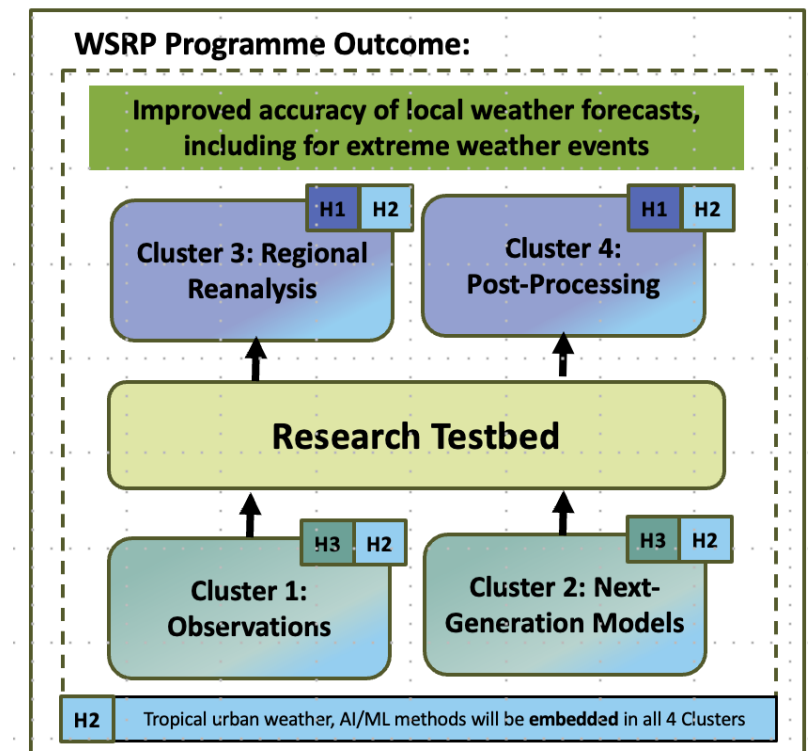 WSRP Programme Outcome:
Improved accuracy of local weather forecasts,
including for extreme weather events
H1 H2
Cluster 3: Regional
Reanalysis
H1 H2
Cluster 4:
Post-Processing
Research Testbed
H3 H2
Cluster 1:
Observations
H3 H2
Cluster 2: Next-
Generation Models
H2 Tropical urban weather, AI/ML methods will be embedded in all 4 Clusters